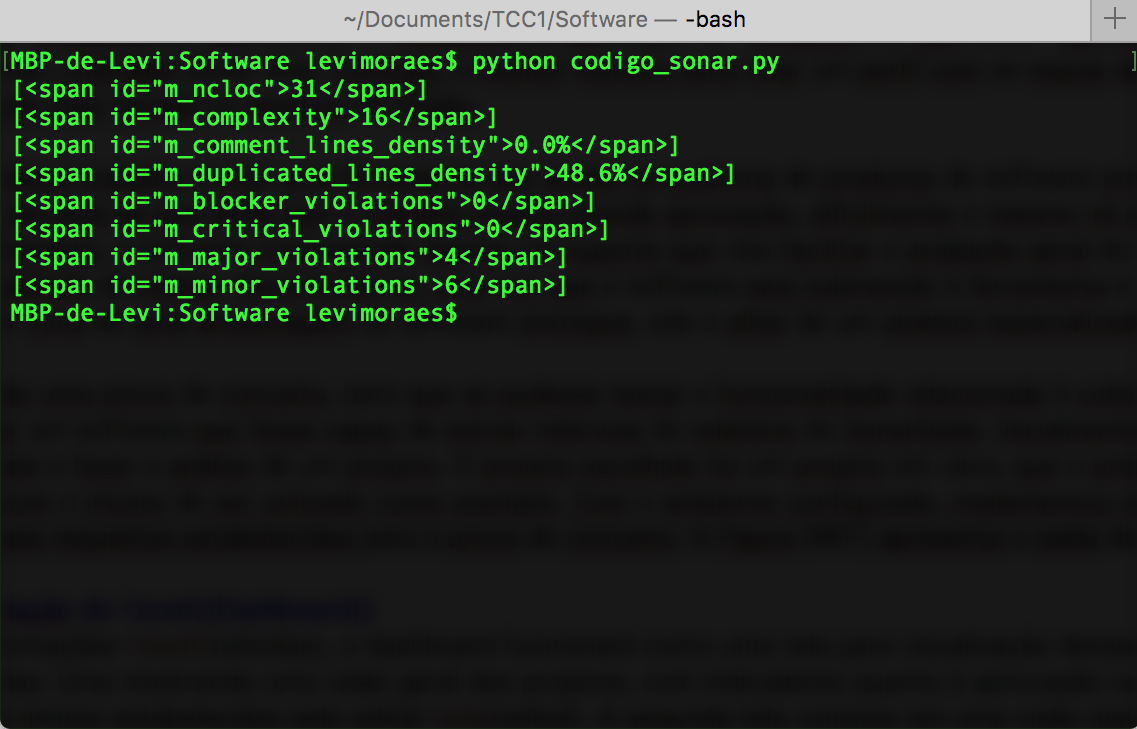 ~/Documents/TCC1/Software — -bash
[MBP-de-Levi:Software levimoraes$ python codigo_sonar.py ]
[<span id="m_ncloc">31</span>]
[<span id="m_complexity">16</span>]
[<span id="m_comment_lines_density">0.0%</span>]
[<span id="m_duplicated_lines_density">48.6%</span>]
[<span id="m_blocker_violations">0</span>]
[<span id="m_critical_violations">0</span>]
[<span id="m_major_violations">4</span>]
[<span id="m_minor_violations">6</span>]
MBP-de-Levi:Software levimoraes$